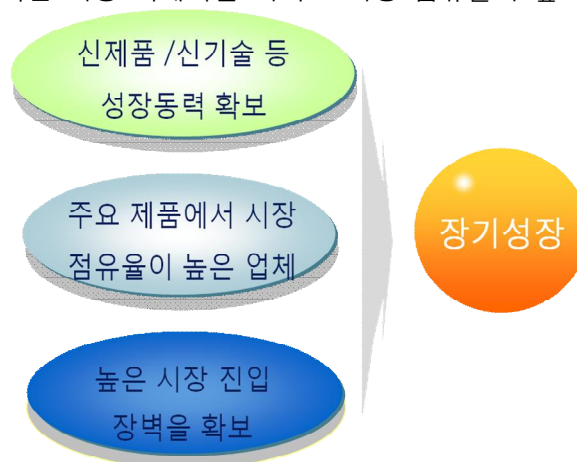 신제품 /신기술 등
성장동력 확보
주요 제품에서 시장
점유율이 높은 업체
장기성장
높은 시장 진입
장벽을 확보